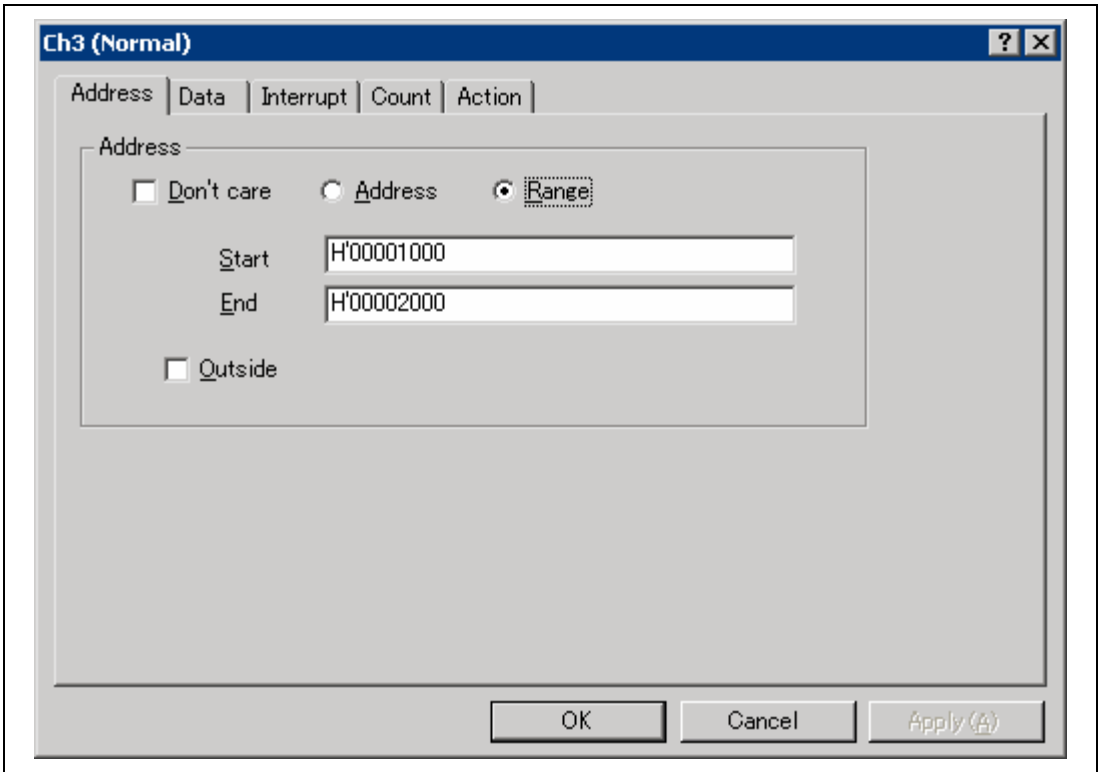 Ch3 (Normal)
Address Data Interrupt Count Action
Address
Don't care Address Range
Start H'00001000
End H'00002000
Outside
OK Cancel Apply (A)